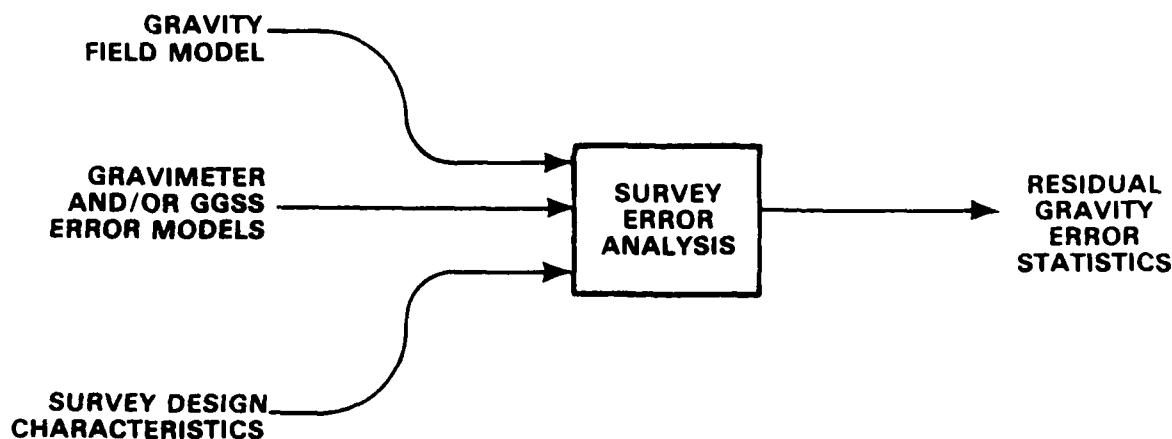 GRAVITY
FIELD MODEL
GRAVIMETER
AND/OR GGSS
ERROR MODELS
SURVEY DESIGN
CHARACTERISTICS
SURVEY
ERROR
ANALYSIS
RESIDUAL
GRAVITY
ERROR
STATISTICS